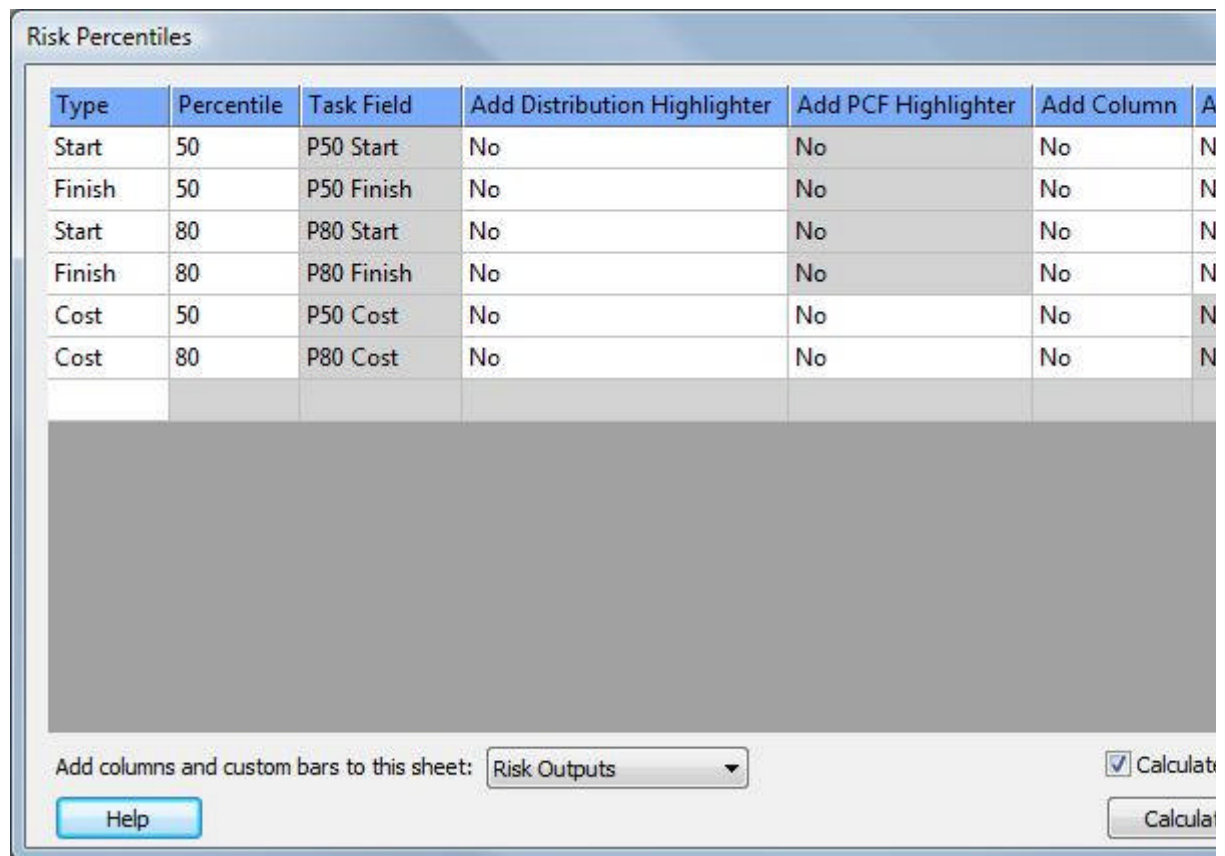 Risk Percentiles
Type Percentile Task Field Add Distribution Highlighter Add PCF Highlighter Add Column A
Start 50 P50 Start No No No N
Finish 50 P50 Finish No No No N
Start 80 P80 Start No No No N
Finish 80 P80 Finish No No No N
Cost 50 P50 Cost No No No N
Cost 80 P80 Cost No No No N
Add columns and custom bars to this sheet: Risk Outputs Calculate
Help Calculat